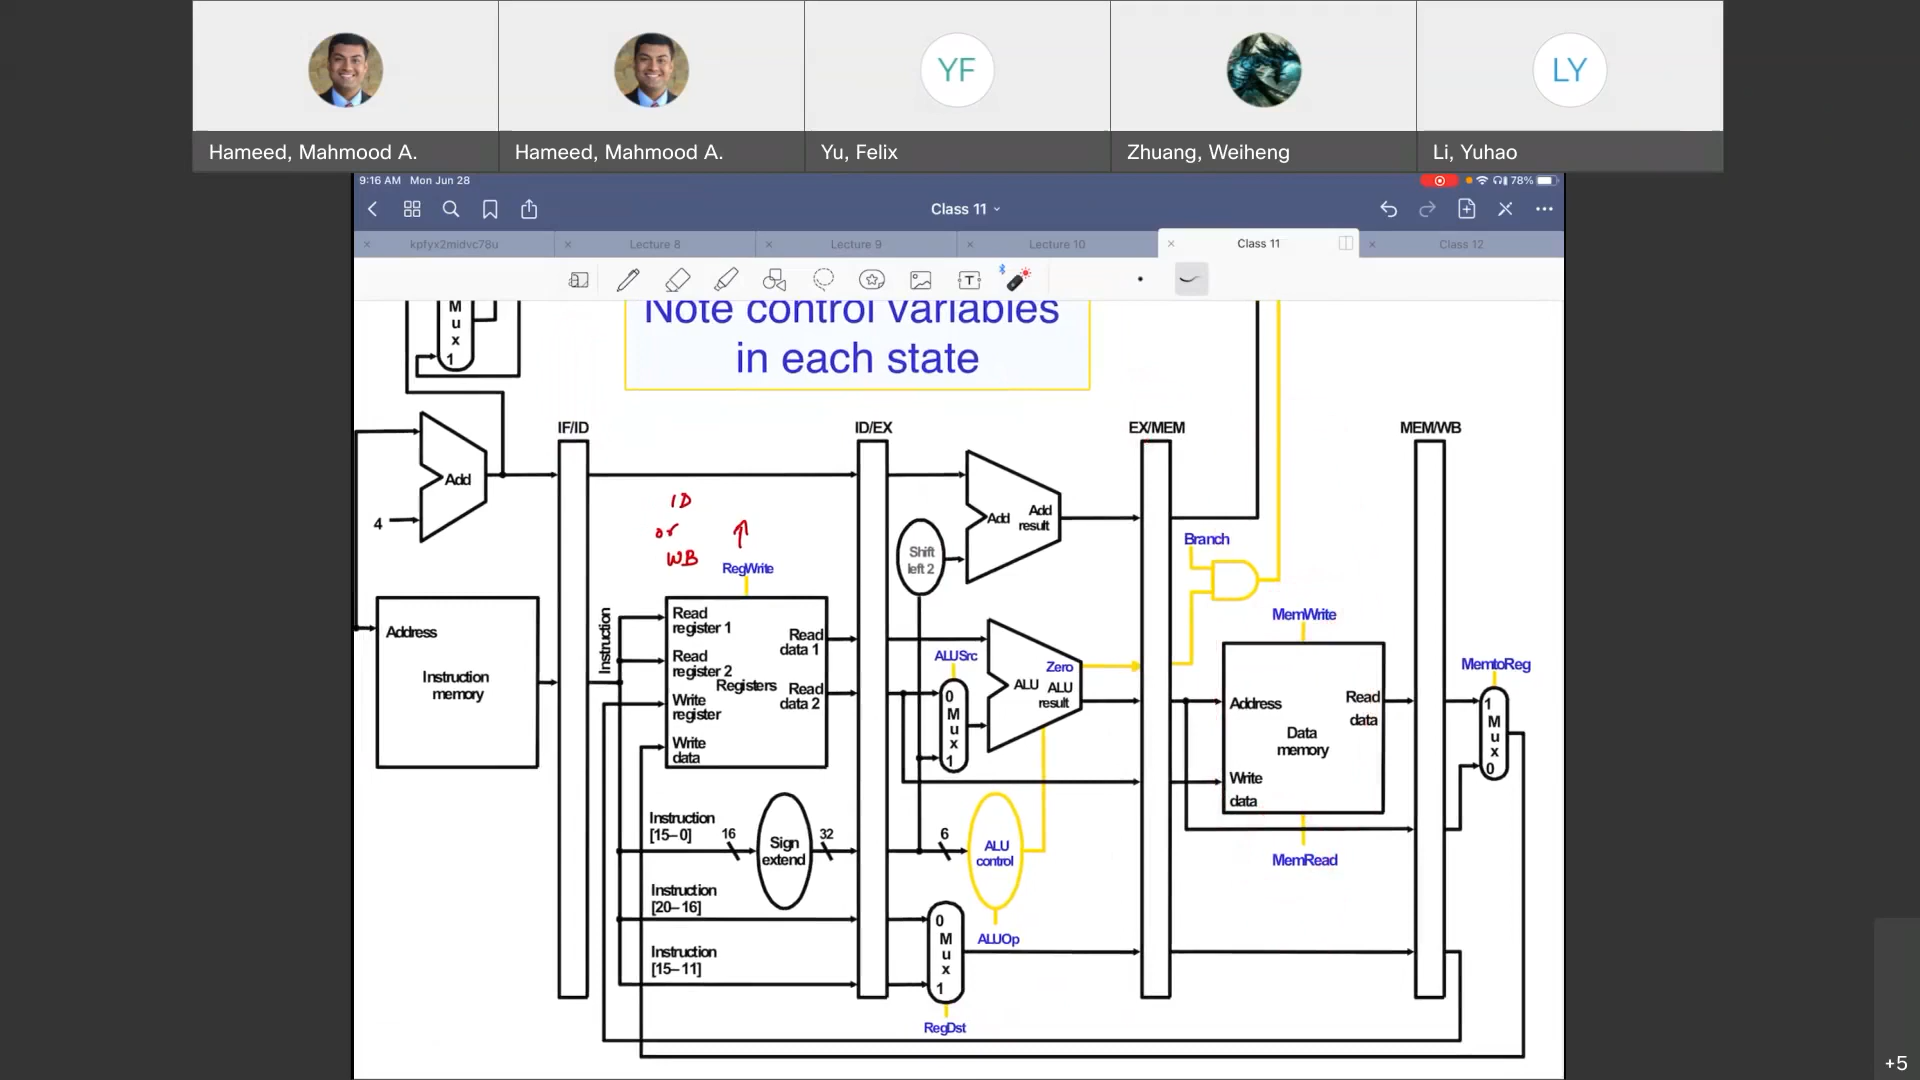 YF
LY
Hameed, Mahmood A.
Hameed, Mahmood A.
Yu, Felix
Zhuang, Weiheng
Li, Yuhao
9:16 AM Mon Jun 28
78%
Class 11
kpfyx2midvc78u
Lecture 8
Lecture 9
Lecture 10
Class 11
Class 12
T
M
u
x
1
Note control variables
in each state
IF/ID
ID/EX
EX/MEM
MEM/WB
Add
4
ID
or
WB
RegWrite
Shift
left 2
Add
Add
result
Branch
Address
Instruction
memory
Instruction
Read
register 1
Read
register 2
Write
register
Write
data
Registers
Read
data 1
Read
data 2
ALUSrc
0
M
u
x
1
Zero
ALU
ALU
result
MemWrite
Address
Read
data
Data
memory
Write
data
MemRead
MemtoReg
1
M
u
x
0
Instruction
[15–0]
16
Sign
extend
32
6
ALU
control
ALUOp
Instruction
[20–16]
Instruction
[15–11]
0
M
u
x
1
RegDst
+5